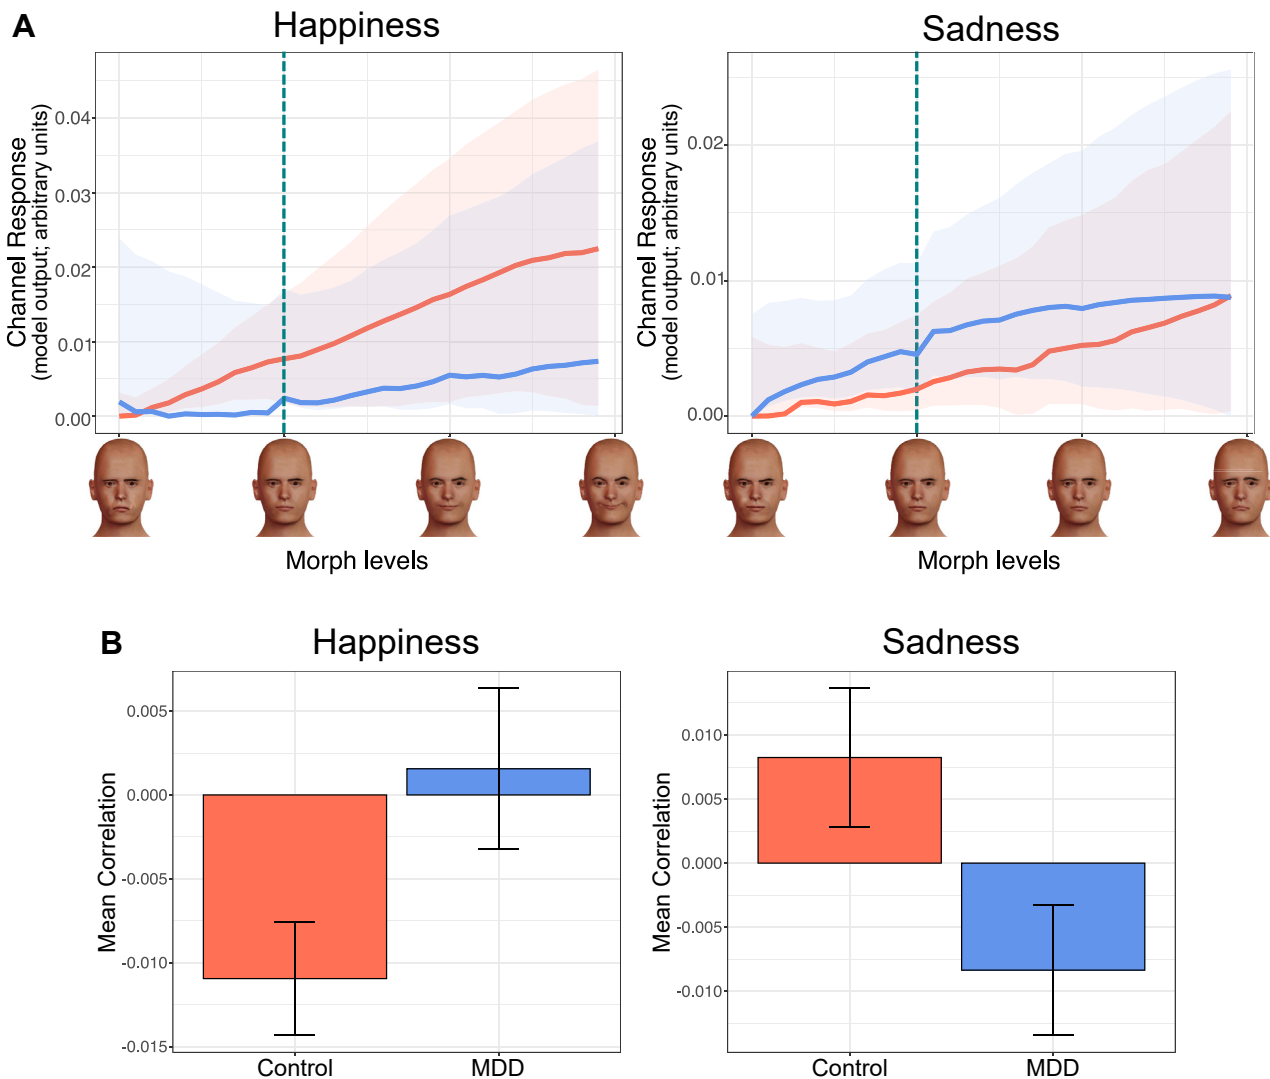 A
Happiness
Sadness
Channel Response
(model output; arbitrary units)
0.04
0.03
0.02
0.01
0.00
Morph levels
Channel Response
(model output; arbitrary units)
0.02
0.01
0.00
Morph levels
B
Happiness
Sadness
Mean Correlation
0.005
0.000
-0.005
-0.010
-0.015
Control
MDD
Mean Correlation
0.010
0.005
0.000
-0.005
-0.010
Control
MDD